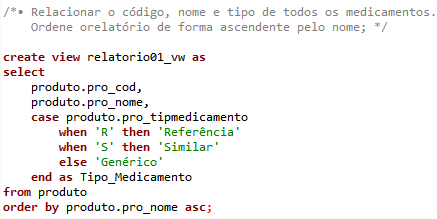 /*• Relacionar o código, nome e tipo de todos os medicamentos.
Ordene orelatório de forma ascendente pelo nome; */
create view relatorio01_vw as
select
produto.pro_cod,
produto.pro_nome,
case produto.pro_tipmedicamento
when 'R' then 'Referência'
when 'S' then 'Similar'
else 'Genérico'
end as Tipo_Medicamento
from produto
order by produto.pro_nome asc;